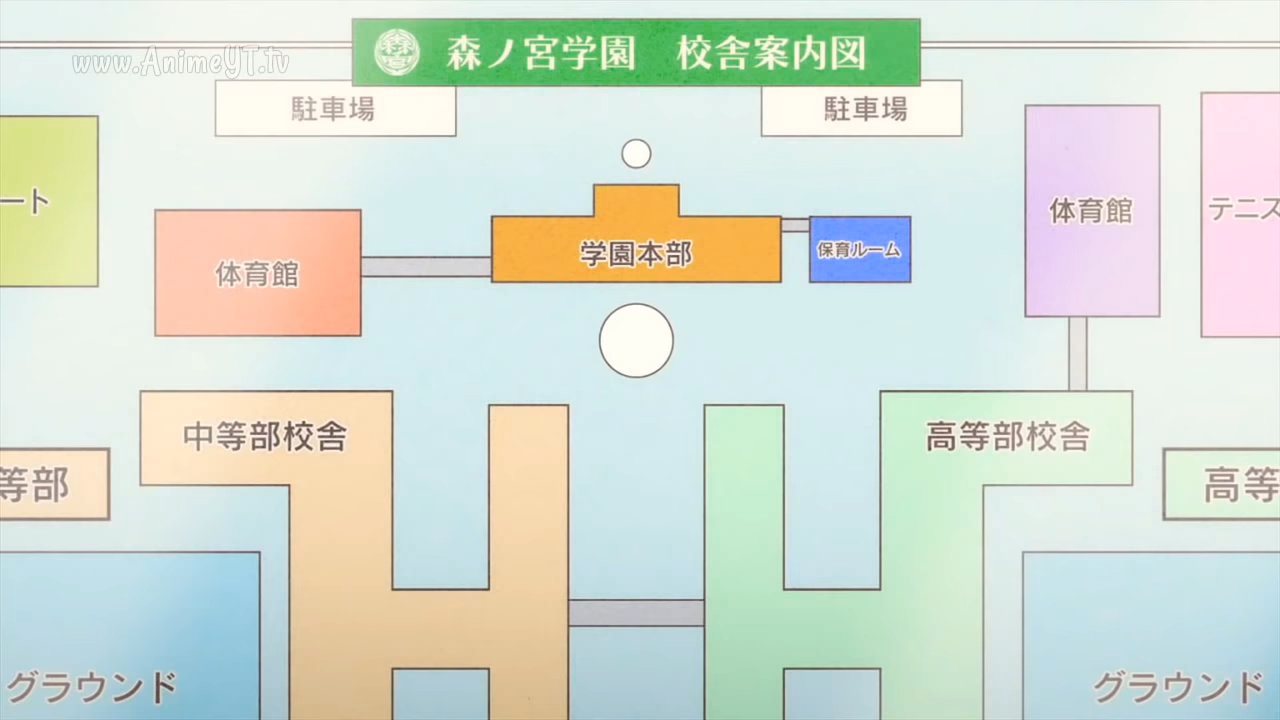 www.AnimeYT.tv
森ノ宮学園 校舎案内図
駐車場
駐車場
ート
体育館
学園本部
保育ルーム
体育館
テニス
中等部校舎
高等部校舎
等部
高等
グラウンド
グラウンド